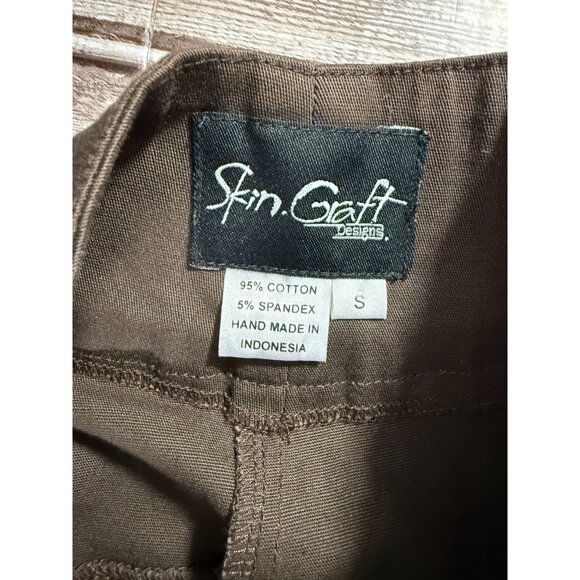 Skin.Graft
Designs.
95% COTTON
5% SPANDEX
HAND MADE IN
INDONESIA
S